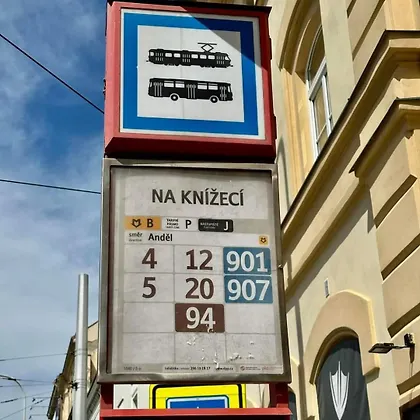 NA KNÍŽECÍ
B P J
směr Anděl
4 12 901
5 20 907
94